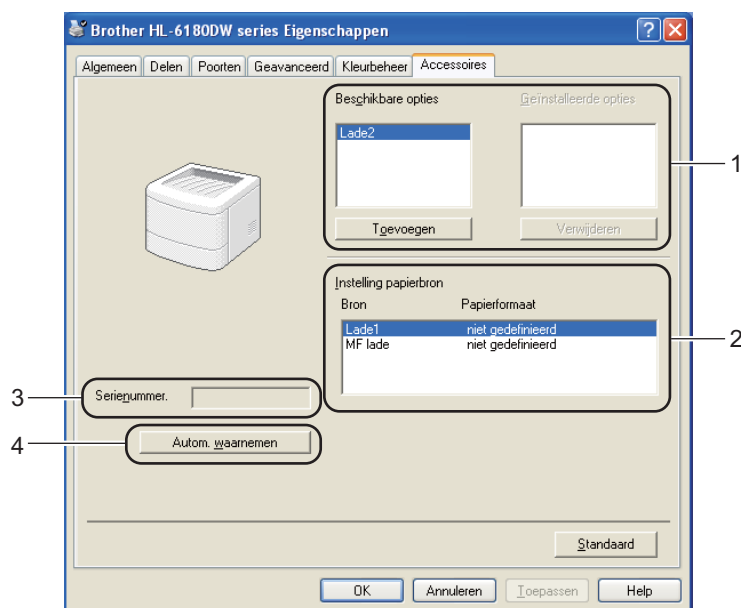 Brother HL-6180DW series Eigenschappen
Algemeen Delen Poorten Geavanceerd Kleurbeheer Accessoires
Beschikbare opties Geïnstalleerde opties
Lade2
1
Toevoegen Verwijderen
Instelling papierbron
Bron Papierformaat
Lade1 niet gedefinieerd
MF lade niet gedefinieerd
2
3 Serienummer.
4 Autom. waarnemen
Standaard
OK Annuleren Toepassen Help